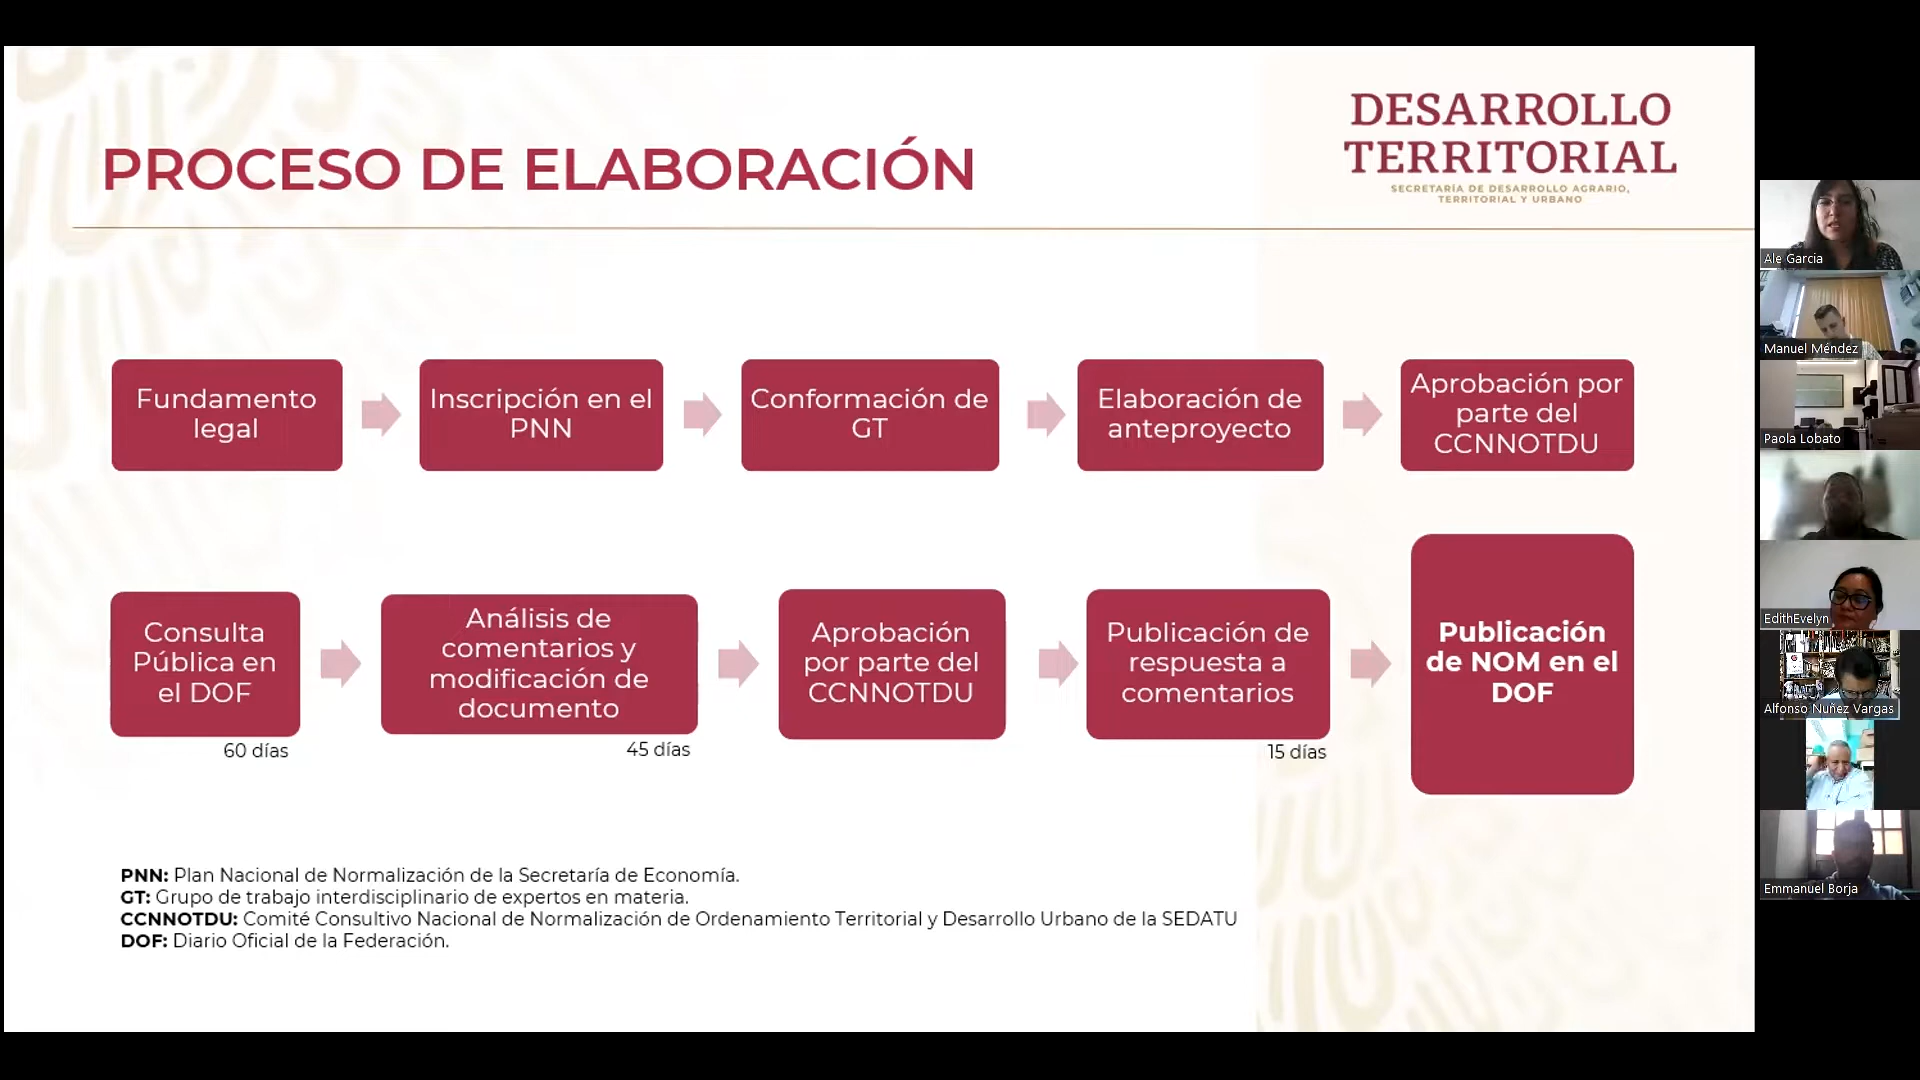 DESARROLLO
TERRITORIAL
SECRETARÍA DE DESARROLLO AGRARIO,
TERRITORIAL Y URBANO
PROCESO DE ELABORACIÓN
Fundamento
legal
Inscripción en el
PNN
Conformación de
GT
Elaboración de
anteproyecto
Aprobación por
parte del
CCNNOTDU
Consulta
Pública en
el DOF
60 días
Análisis de
comentarios y
modificación de
documento
45 días
Aprobación
por parte del
CCNNOTDU
Publicación de
respuesta a
comentarios
15 días
Publicación
de NOM en el
DOF
PNN: Plan Nacional de Normalización de la Secretaría de Economía.
GT: Grupo de trabajo interdisciplinario de expertos en materia.
CCNNOTDU: Comité Consultivo Nacional de Normalización de Ordenamiento Territorial y Desarrollo Urbano de la SEDATU
DOF: Diario Oficial de la Federación.
Ale Garcia
Manuel Méndez
Paola Lobato
EdithEvelyn
Alfonso Nuñez Vargas
Emmanuel Borja